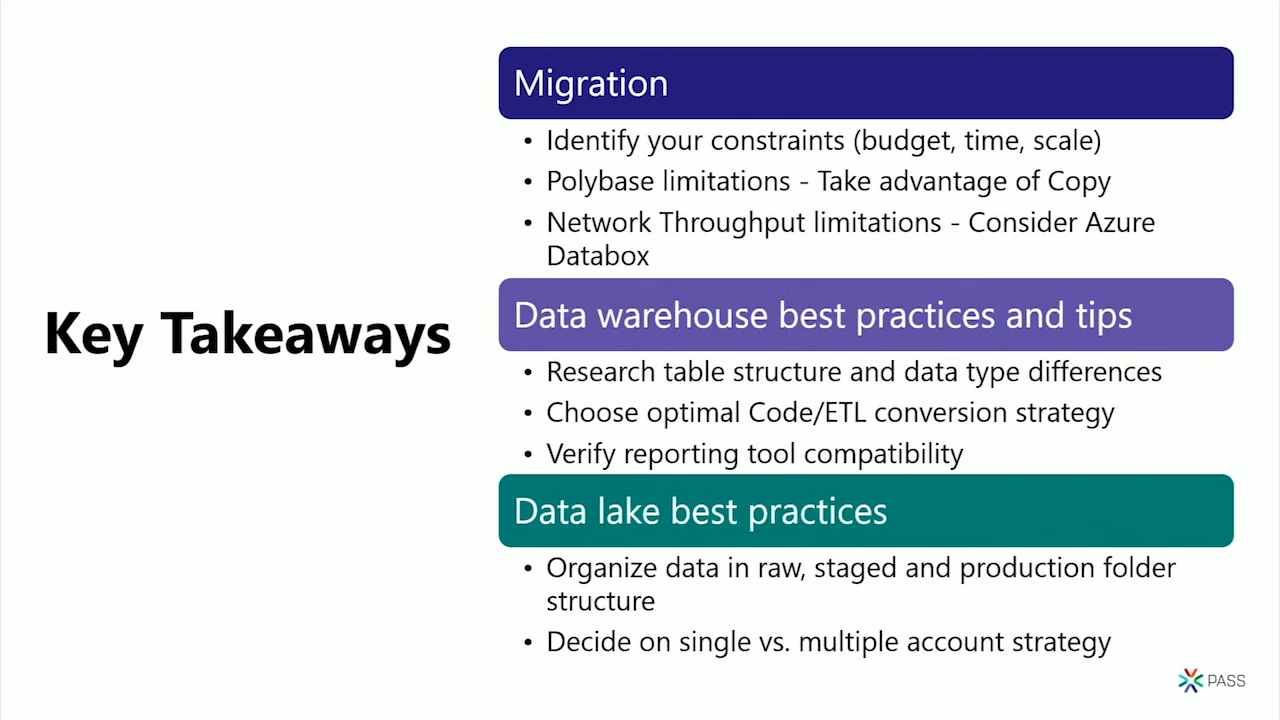 Key Takeaways
Migration
• Identify your constraints (budget, time, scale)
• Polybase limitations - Take advantage of Copy
• Network Throughput limitations - Consider Azure
Databox
Data warehouse best practices and tips
• Research table structure and data type differences
• Choose optimal Code/ETL conversion strategy
• Verify reporting tool compatibility
Data lake best practices
• Organize data in raw, staged and production folder
structure
• Decide on single vs. multiple account strategy
PASS